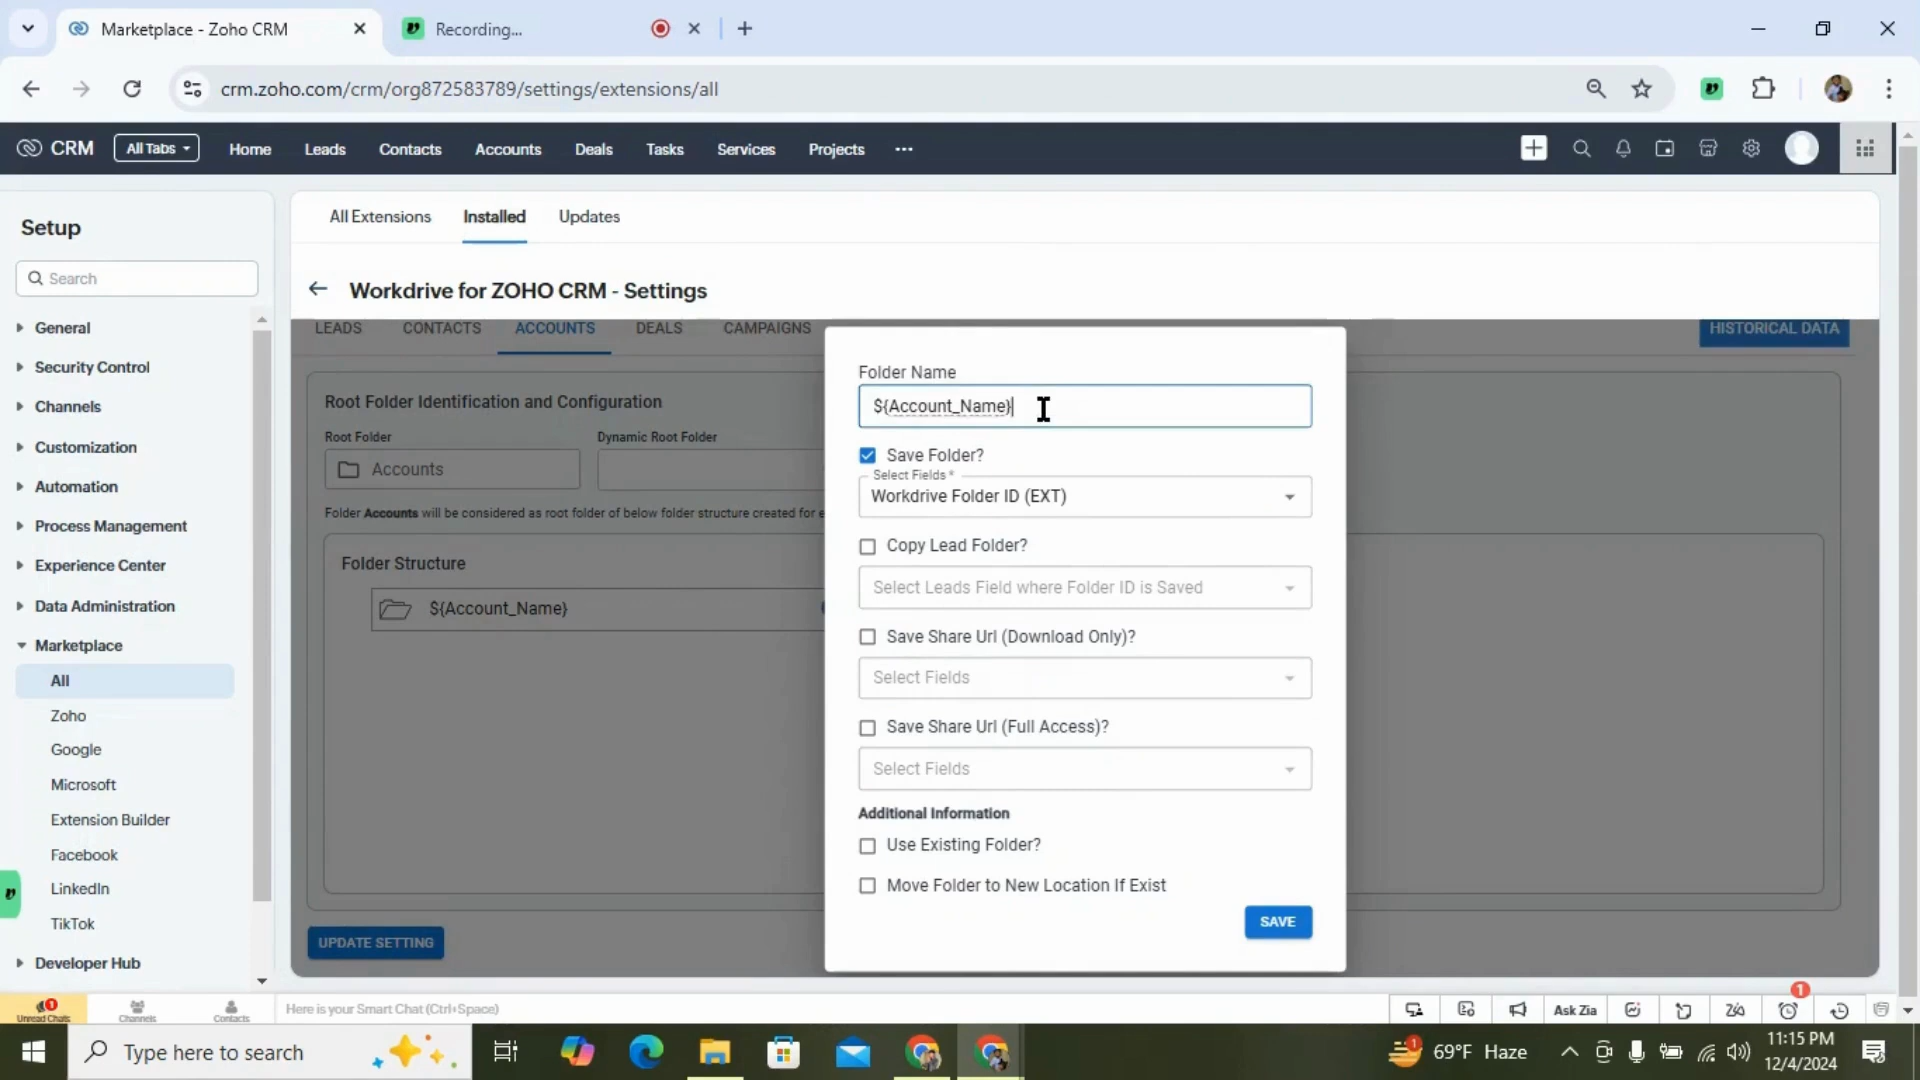 Marketplace - Zoho CRM
Recording...
crm.zoho.com/crm/org872583789/settings/extensions/all
CRM
All Tabs
Home
Leads
Contacts
Accounts
Deals
Tasks
Services
Projects
Setup
Search
General
Security Control
Channels
Customization
Automation
Process Management
Experience Center
Data Administration
Marketplace
All
Zoho
Google
Microsoft
Extension Builder
Facebook
LinkedIn
TikTok
Developer Hub
All Extensions
Installed
Updates
Workdrive for ZOHO CRM - Settings
LEADS
CONTACTS
ACCOUNTS
DEALS
CAMPAIGNS
HISTORICAL DATA
Root Folder Identification and Configuration
Root Folder
Dynamic Root Folder
Accounts
Folder Accounts will be considered as root folder of below folder structure created for e
Folder Structure
${Account_Name}
UPDATE SETTING
Folder Name
${Account_Name}
Save Folder?
Select Fields *
Workdrive Folder ID (EXT)
Copy Lead Folder?
Select Leads Field where Folder ID is Saved
Save Share Url (Download Only)?
Select Fields
Save Share Url (Full Access)?
Select Fields
Additional Information
Use Existing Folder?
Move Folder to New Location If Exist
SAVE
1
Unread Chats
Channels
Contacts
Here is your Smart Chat (Ctrl+Space)
Ask Zia
1
Type here to search
1
69°F Haze
11:15 PM
12/4/2024